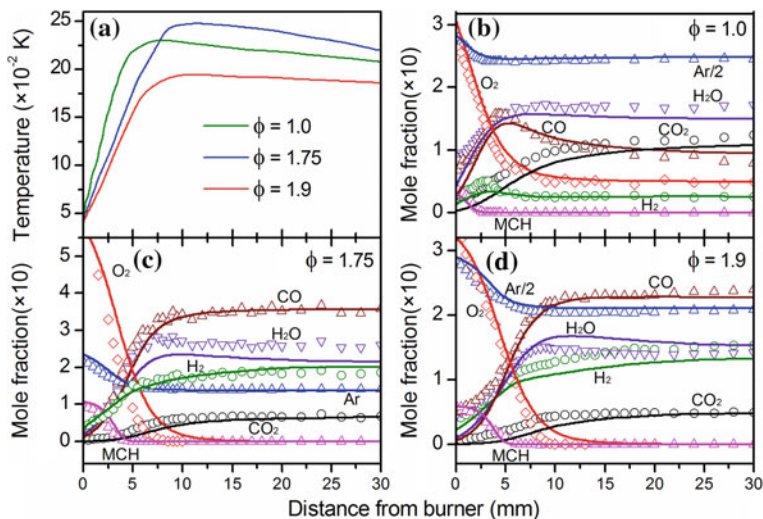 (a)
Temperature (×10⁻² K)
25
20
15
10
5
ϕ = 1.0
ϕ = 1.75
ϕ = 1.9
(b)
ϕ = 1.0
Mole fraction(×10)
3
2
1
0
O₂
Ar/2
H₂O
CO
CO₂
H₂
MCH
(c)
ϕ = 1.75
Mole fraction(×10)
5
4
3
2
1
0
O₂
CO
H₂O
H₂
Ar
CO₂
MCH
0 5 10 15 20 25 30
(d)
ϕ = 1.9
Mole fraction(×10)
3
2
1
0
Ar/2
O₂
CO
H₂O
H₂
CO₂
MCH
0 5 10 15 20 25 30
Distance from burner (mm)